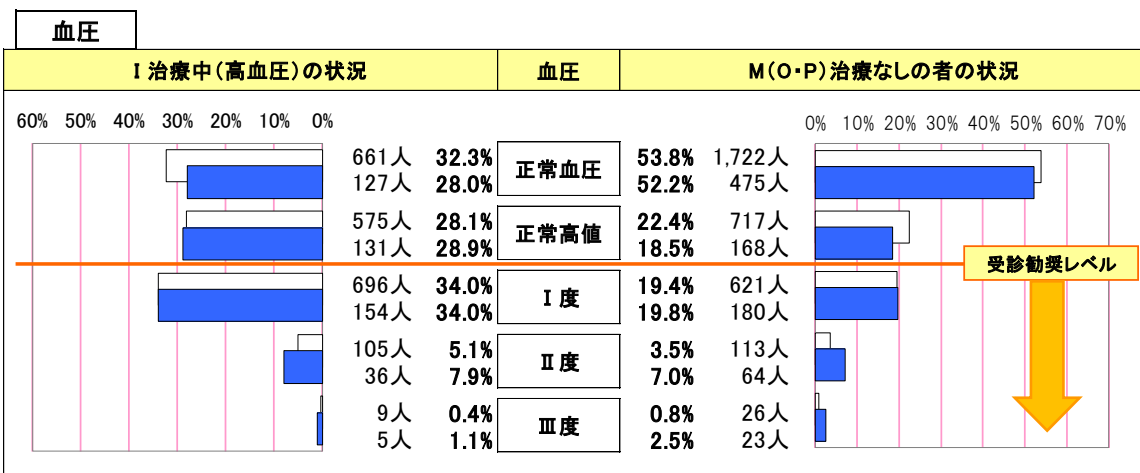 血圧
Ⅰ 治療中(高血圧)の状況 血圧 M(O・P)治療なしの者の状況
60% 50% 40% 30% 20% 10% 0% 0% 10% 20% 30% 40% 50% 60% 70%
661人 32.3% 正常血圧 53.8% 1,722人
127人 28.0% 52.2% 475人
575人 28.1% 正常高値 22.4% 717人
131人 28.9% 18.5% 168人
受診勧奨レベル
696人 34.0% Ⅰ度 19.4% 621人
154人 34.0% 19.8% 180人
105人 5.1% Ⅱ度 3.5% 113人
36人 7.9% 7.0% 64人
9人 0.4% Ⅲ度 0.8% 26人
5人 1.1% 2.5% 23人